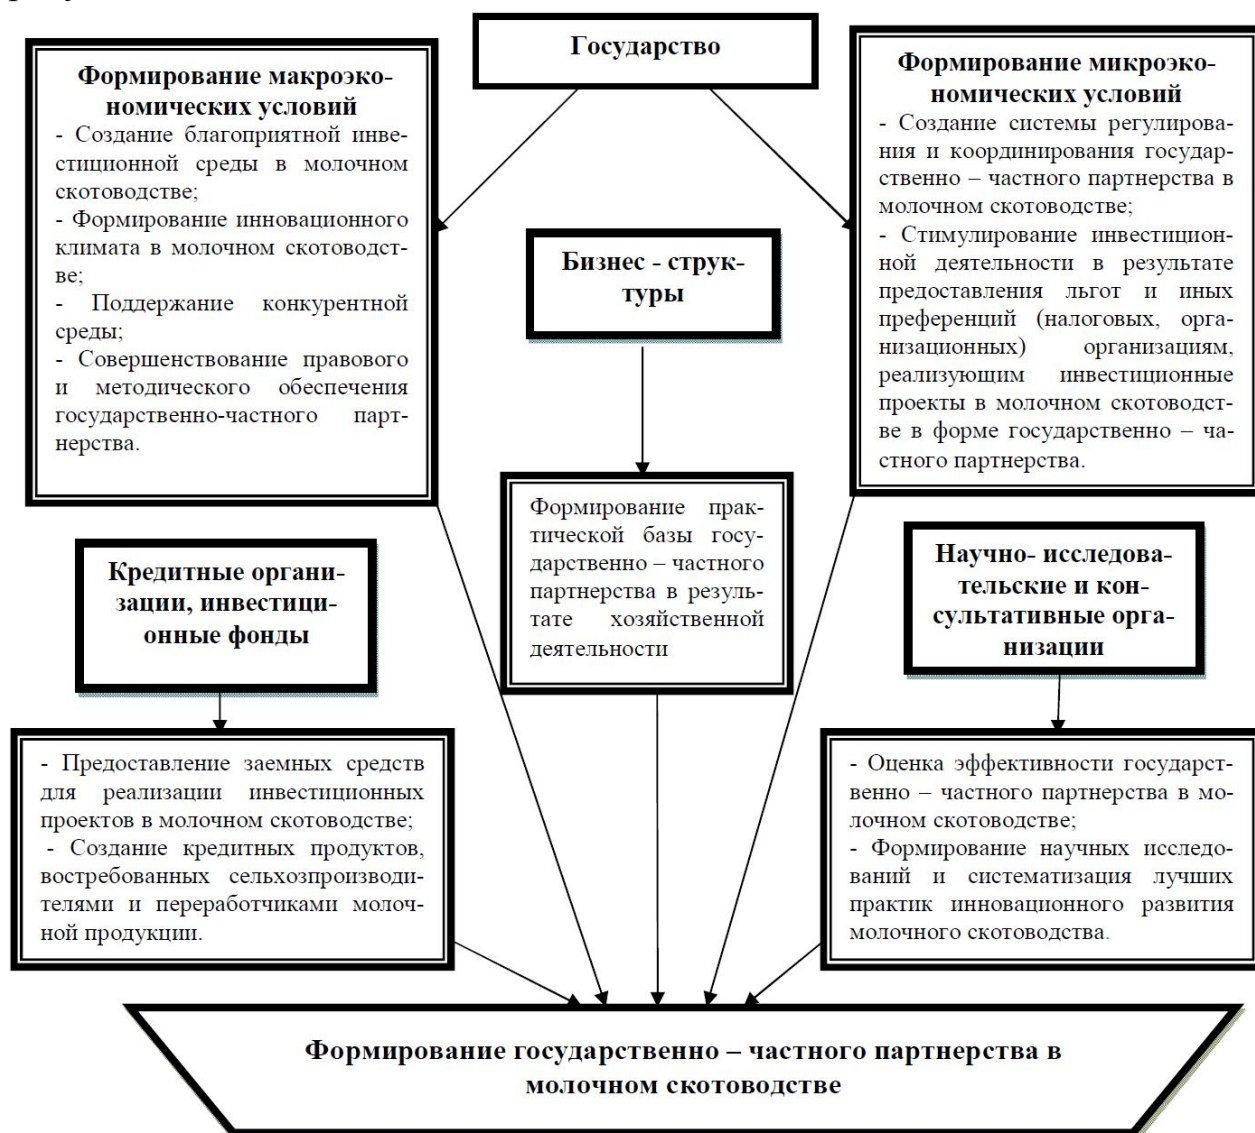 Государство
Формирование макроэко-
номических условий
- Создание благоприятной инве-
стиционной среды в молочном
скотоводстве;
- Формирование инновационного
климата в молочном скотоводст-
ве;
- Поддержание конкурентной
среды;
- Совершенствование правового
и методического обеспечения
государственно-частного парт-
нерства.
Формирование микроэко-
номических условий
- Создание системы регулирова-
ния и координирования государ-
ственно – частного партнерства в
молочном скотоводстве;
- Стимулирование инвестицион-
ной деятельности в результате
предоставления льгот и иных
преференций (налоговых, орга-
низационных) организациям,
реализующим инвестиционные
проекты в молочном скотоводст-
ве в форме государственно – ча-
стного партнерства.
Бизнес - струк-
туры
Формирование прак-
тической базы госу-
дарственно – частного
партнерства в резуль-
тате хозяйственной
деятельности
Кредитные органи-
зации, инвестици-
онные фонды
Научно- исследова-
тельские и кон-
сультативные орга-
низации
- Предоставление заемных средств
для реализации инвестиционных
проектов в молочном скотоводстве;
- Создание кредитных продуктов,
востребованных сельхозпроизводи-
телями и переработчиками молоч-
ной продукции.
- Оценка эффективности государст-
венно – частного партнерства в мо-
лочном скотоводстве;
- Формирование научных исследо-
ваний и систематизация лучших
практик инновационного развития
молочного скотоводства.
Формирование государственно – частного партнерства в
молочном скотоводстве